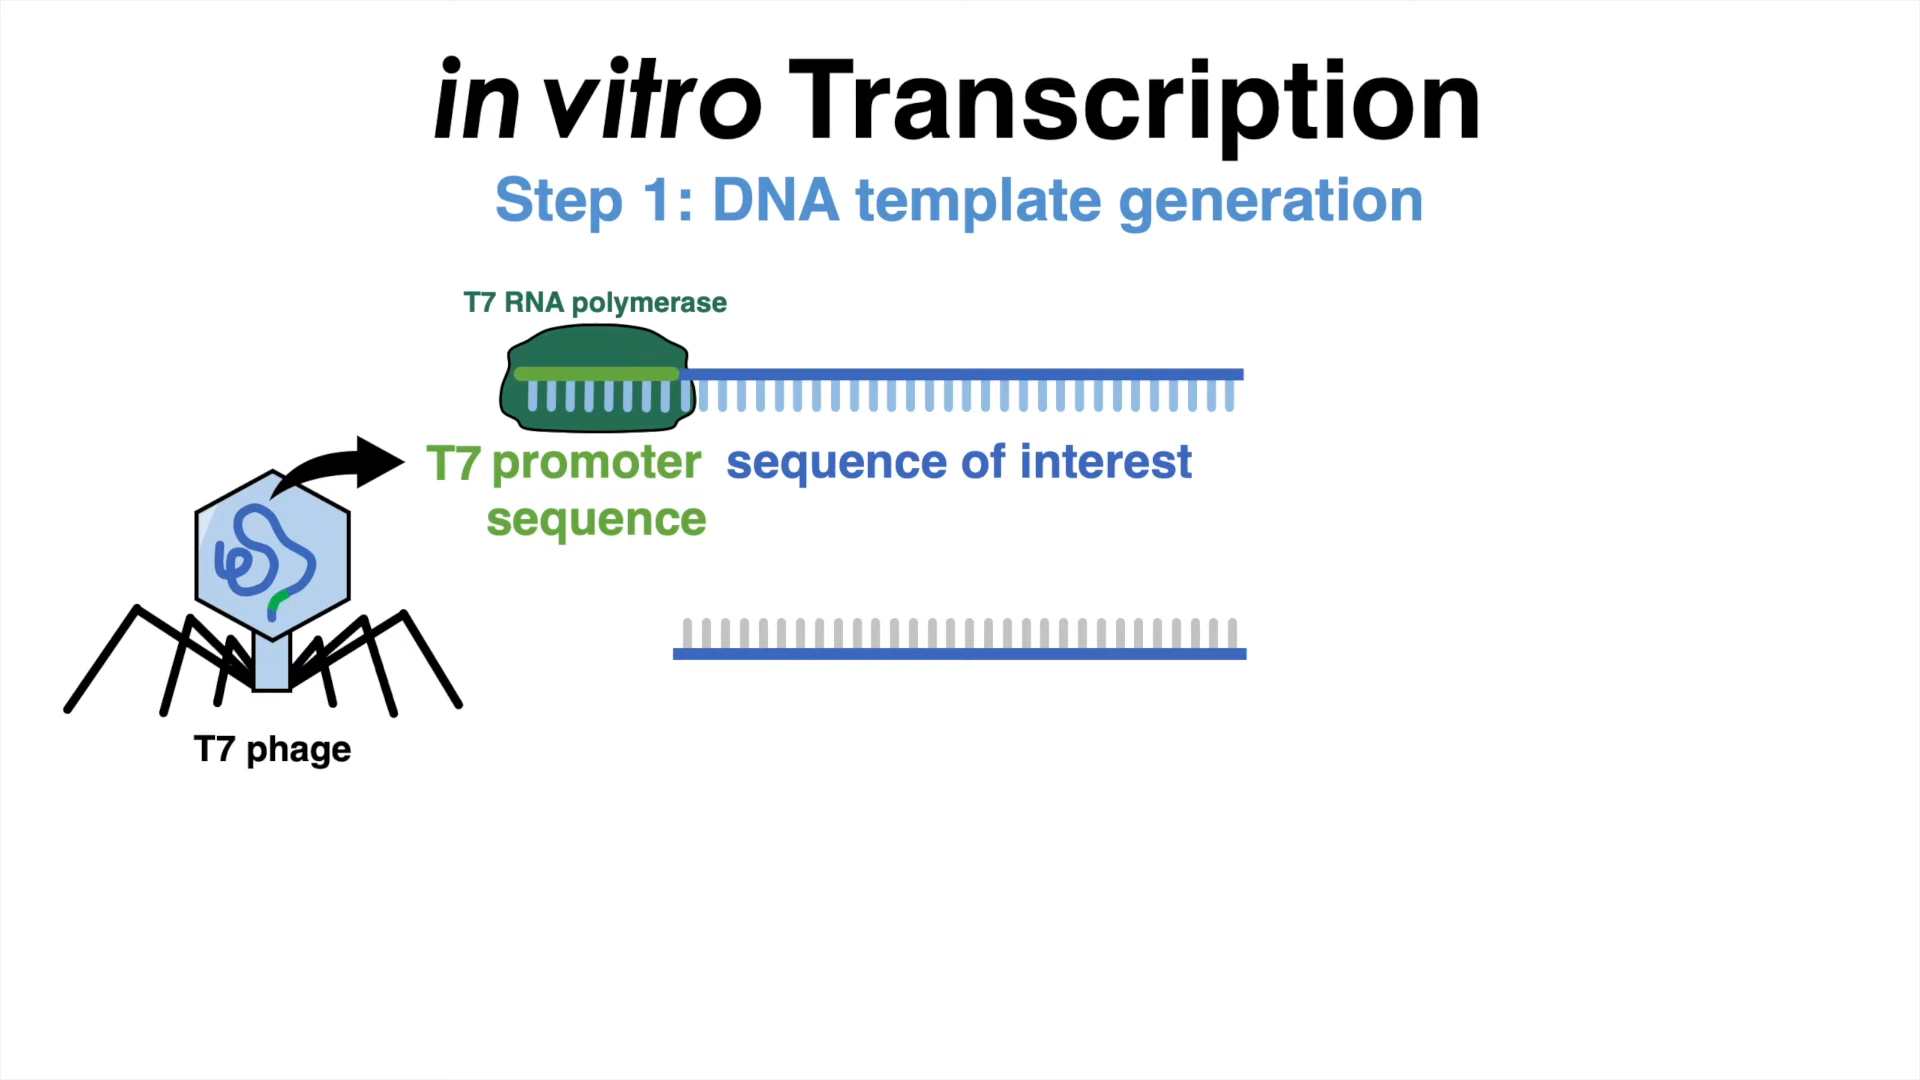 in vitro Transcription
Step 1: DNA template generation
T7 RNA polymerase
T7 promoter sequence of interest
sequence
T7 phage